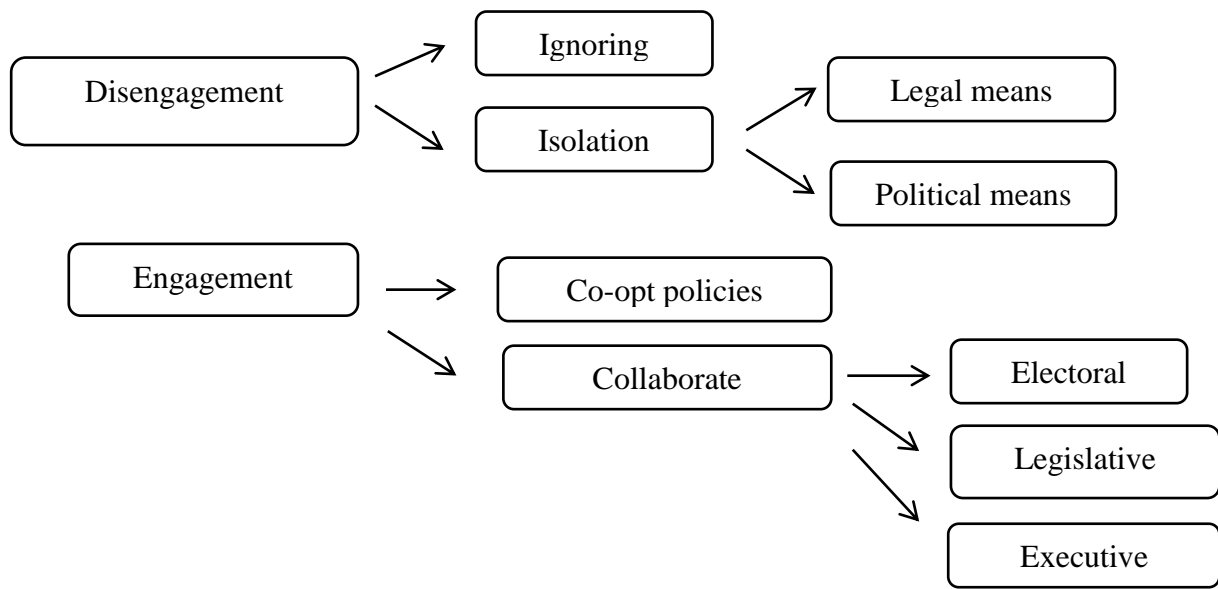 Disengagement
Ignoring
Isolation
Legal means
Political means
Engagement
Co-opt policies
Collaborate
Electoral
Legislative
Executive